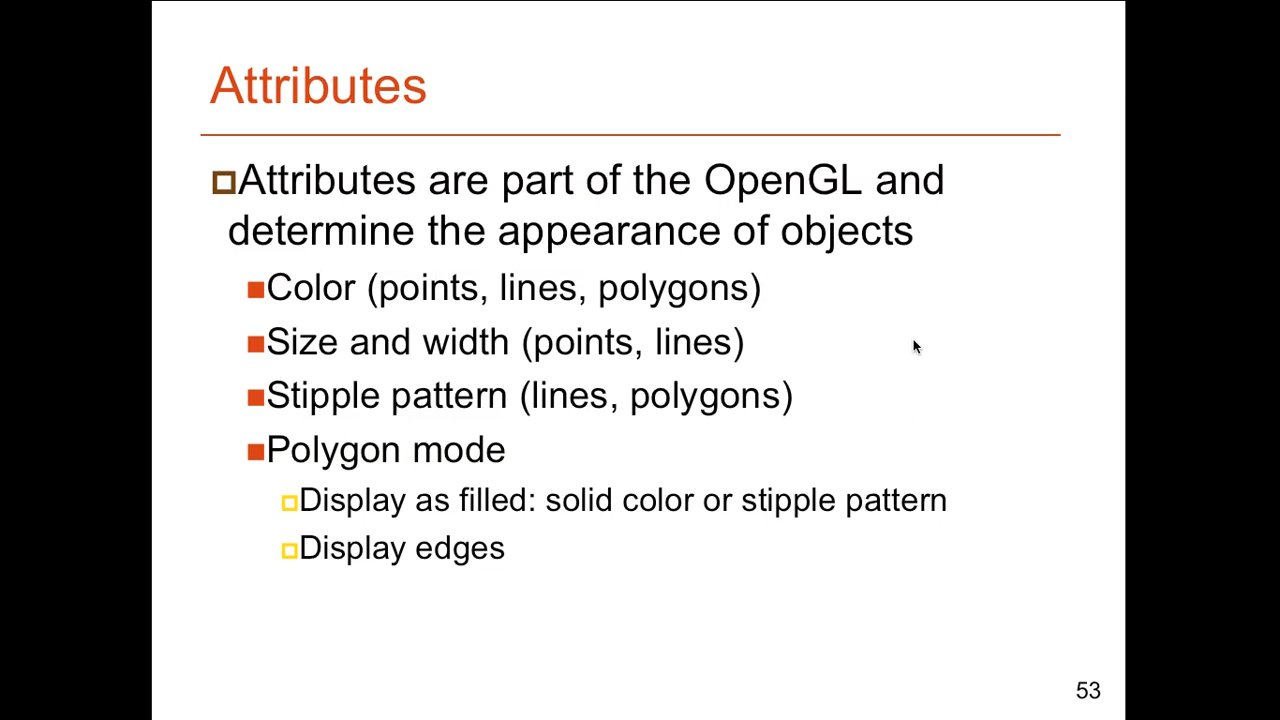 Attributes
Attributes are part of the OpenGL and
determine the appearance of objects
Color (points, lines, polygons)
Size and width (points, lines)
Stipple pattern (lines, polygons)
Polygon mode
Display as filled: solid color or stipple pattern
Display edges
53